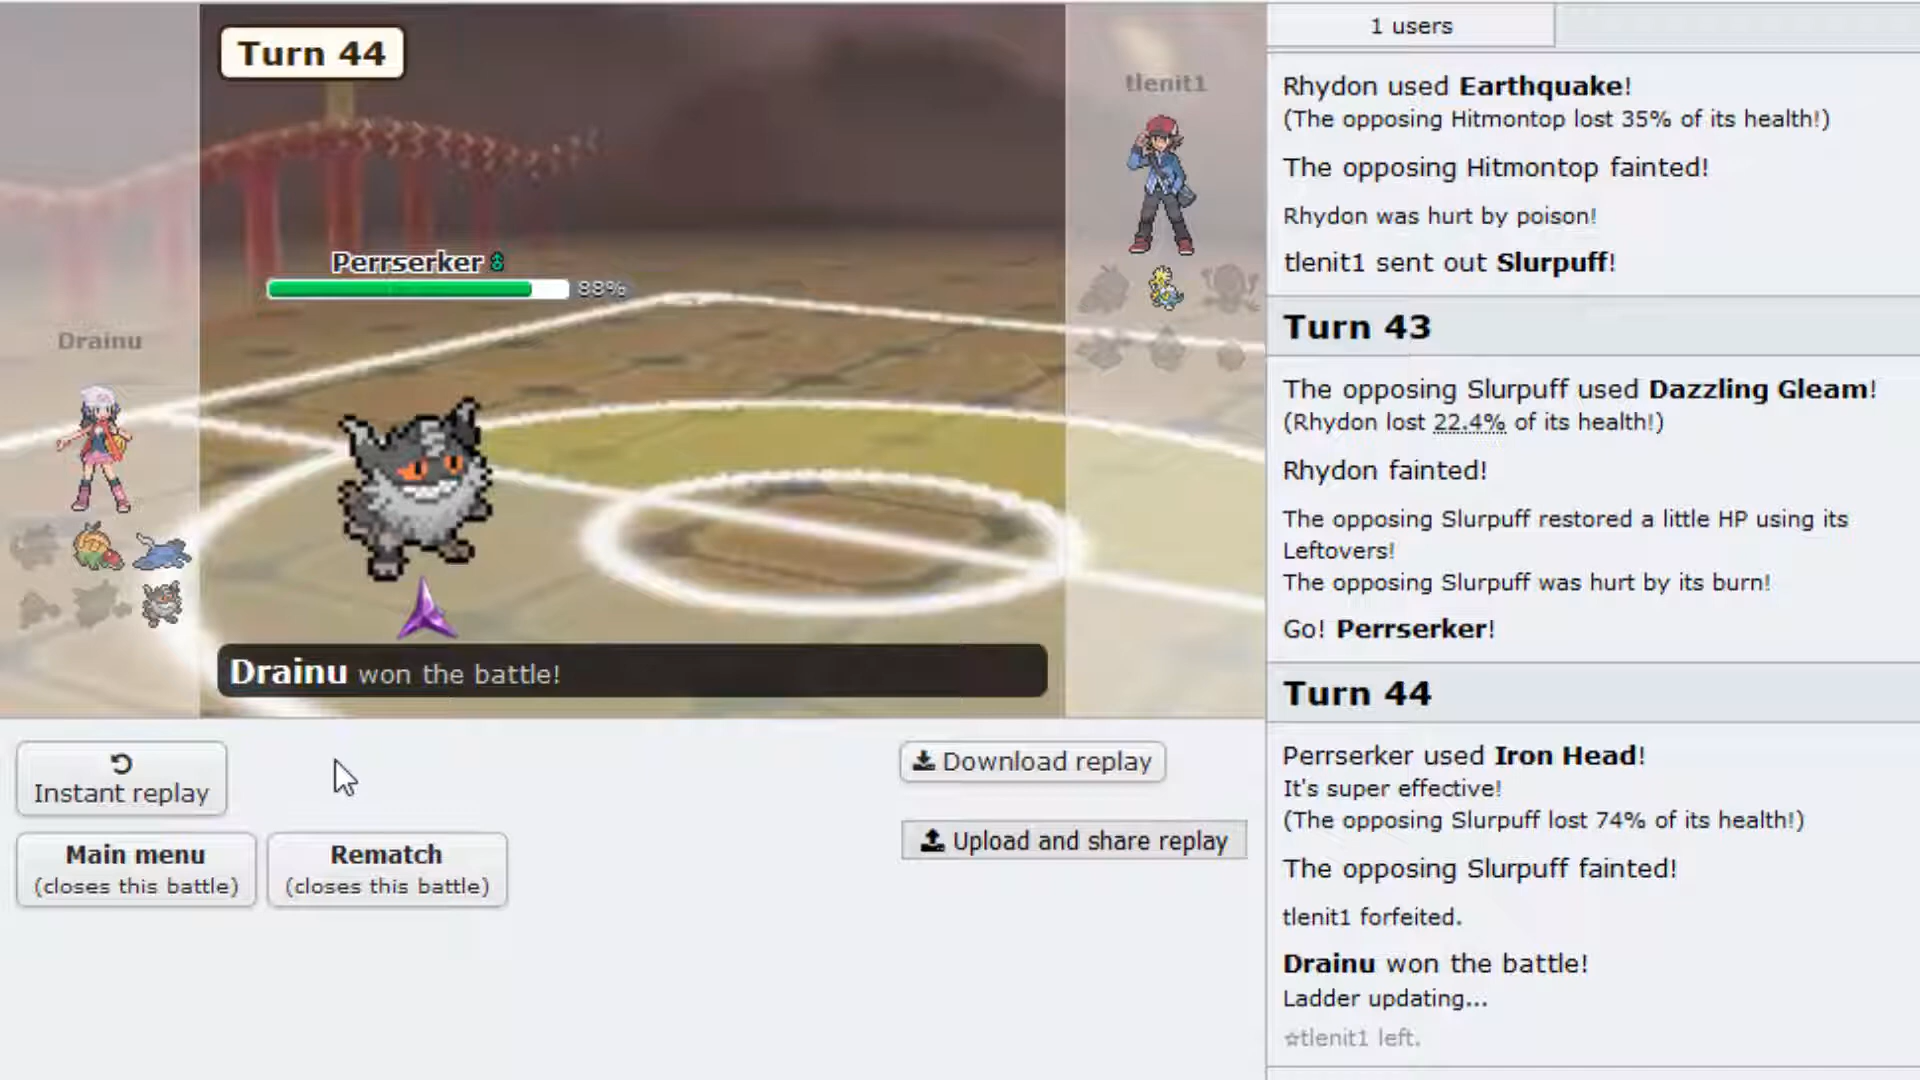 Turn 44
tlenit1
Perrserker
88%
Drainu
Drainu won the battle!
Instant replay
Download replay
Upload and share replay
Main menu
(closes this battle)
Rematch
(closes this battle)
1 users
Rhydon used Earthquake!
(The opposing Hitmontop lost 35% of its health!)
The opposing Hitmontop fainted!
Rhydon was hurt by poison!
tlenit1 sent out Slurpuff!
Turn 43
The opposing Slurpuff used Dazzling Gleam!
(Rhydon lost 22.4% of its health!)
Rhydon fainted!
The opposing Slurpuff restored a little HP using its
Leftovers!
The opposing Slurpuff was hurt by its burn!
Go! Perrserker!
Turn 44
Perrserker used Iron Head!
It's super effective!
(The opposing Slurpuff lost 74% of its health!)
The opposing Slurpuff fainted!
tlenit1 forfeited.
Drainu won the battle!
Ladder updating...
☆tlenit1 left.